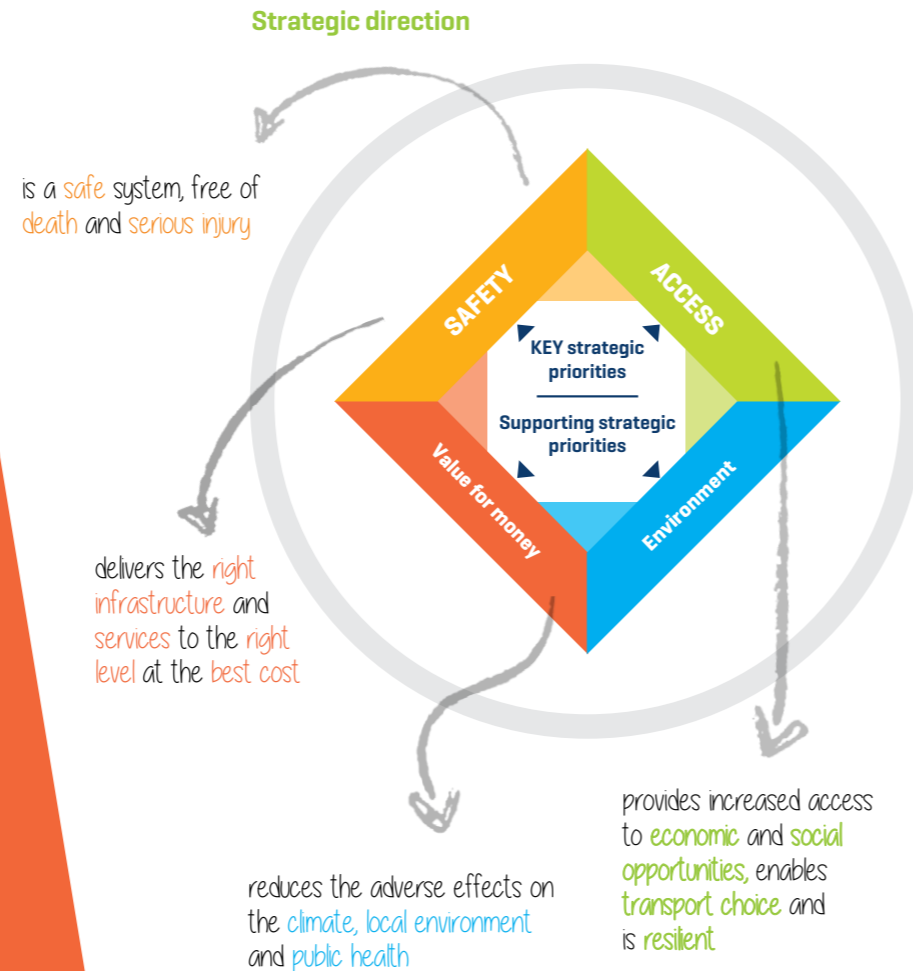 Strategic direction
is a safe system, free of
death and serious injury
SAFETY
ACCESS
KEY strategic
priorities
Supporting strategic
priorities
Value for money
Environment
delivers the right
infrastructure and
services to the right
level at the best cost
reduces the adverse effects on
the climate, local environment
and public health
provides increased access
to economic and social
opportunities, enables
transport choice and
is resilient